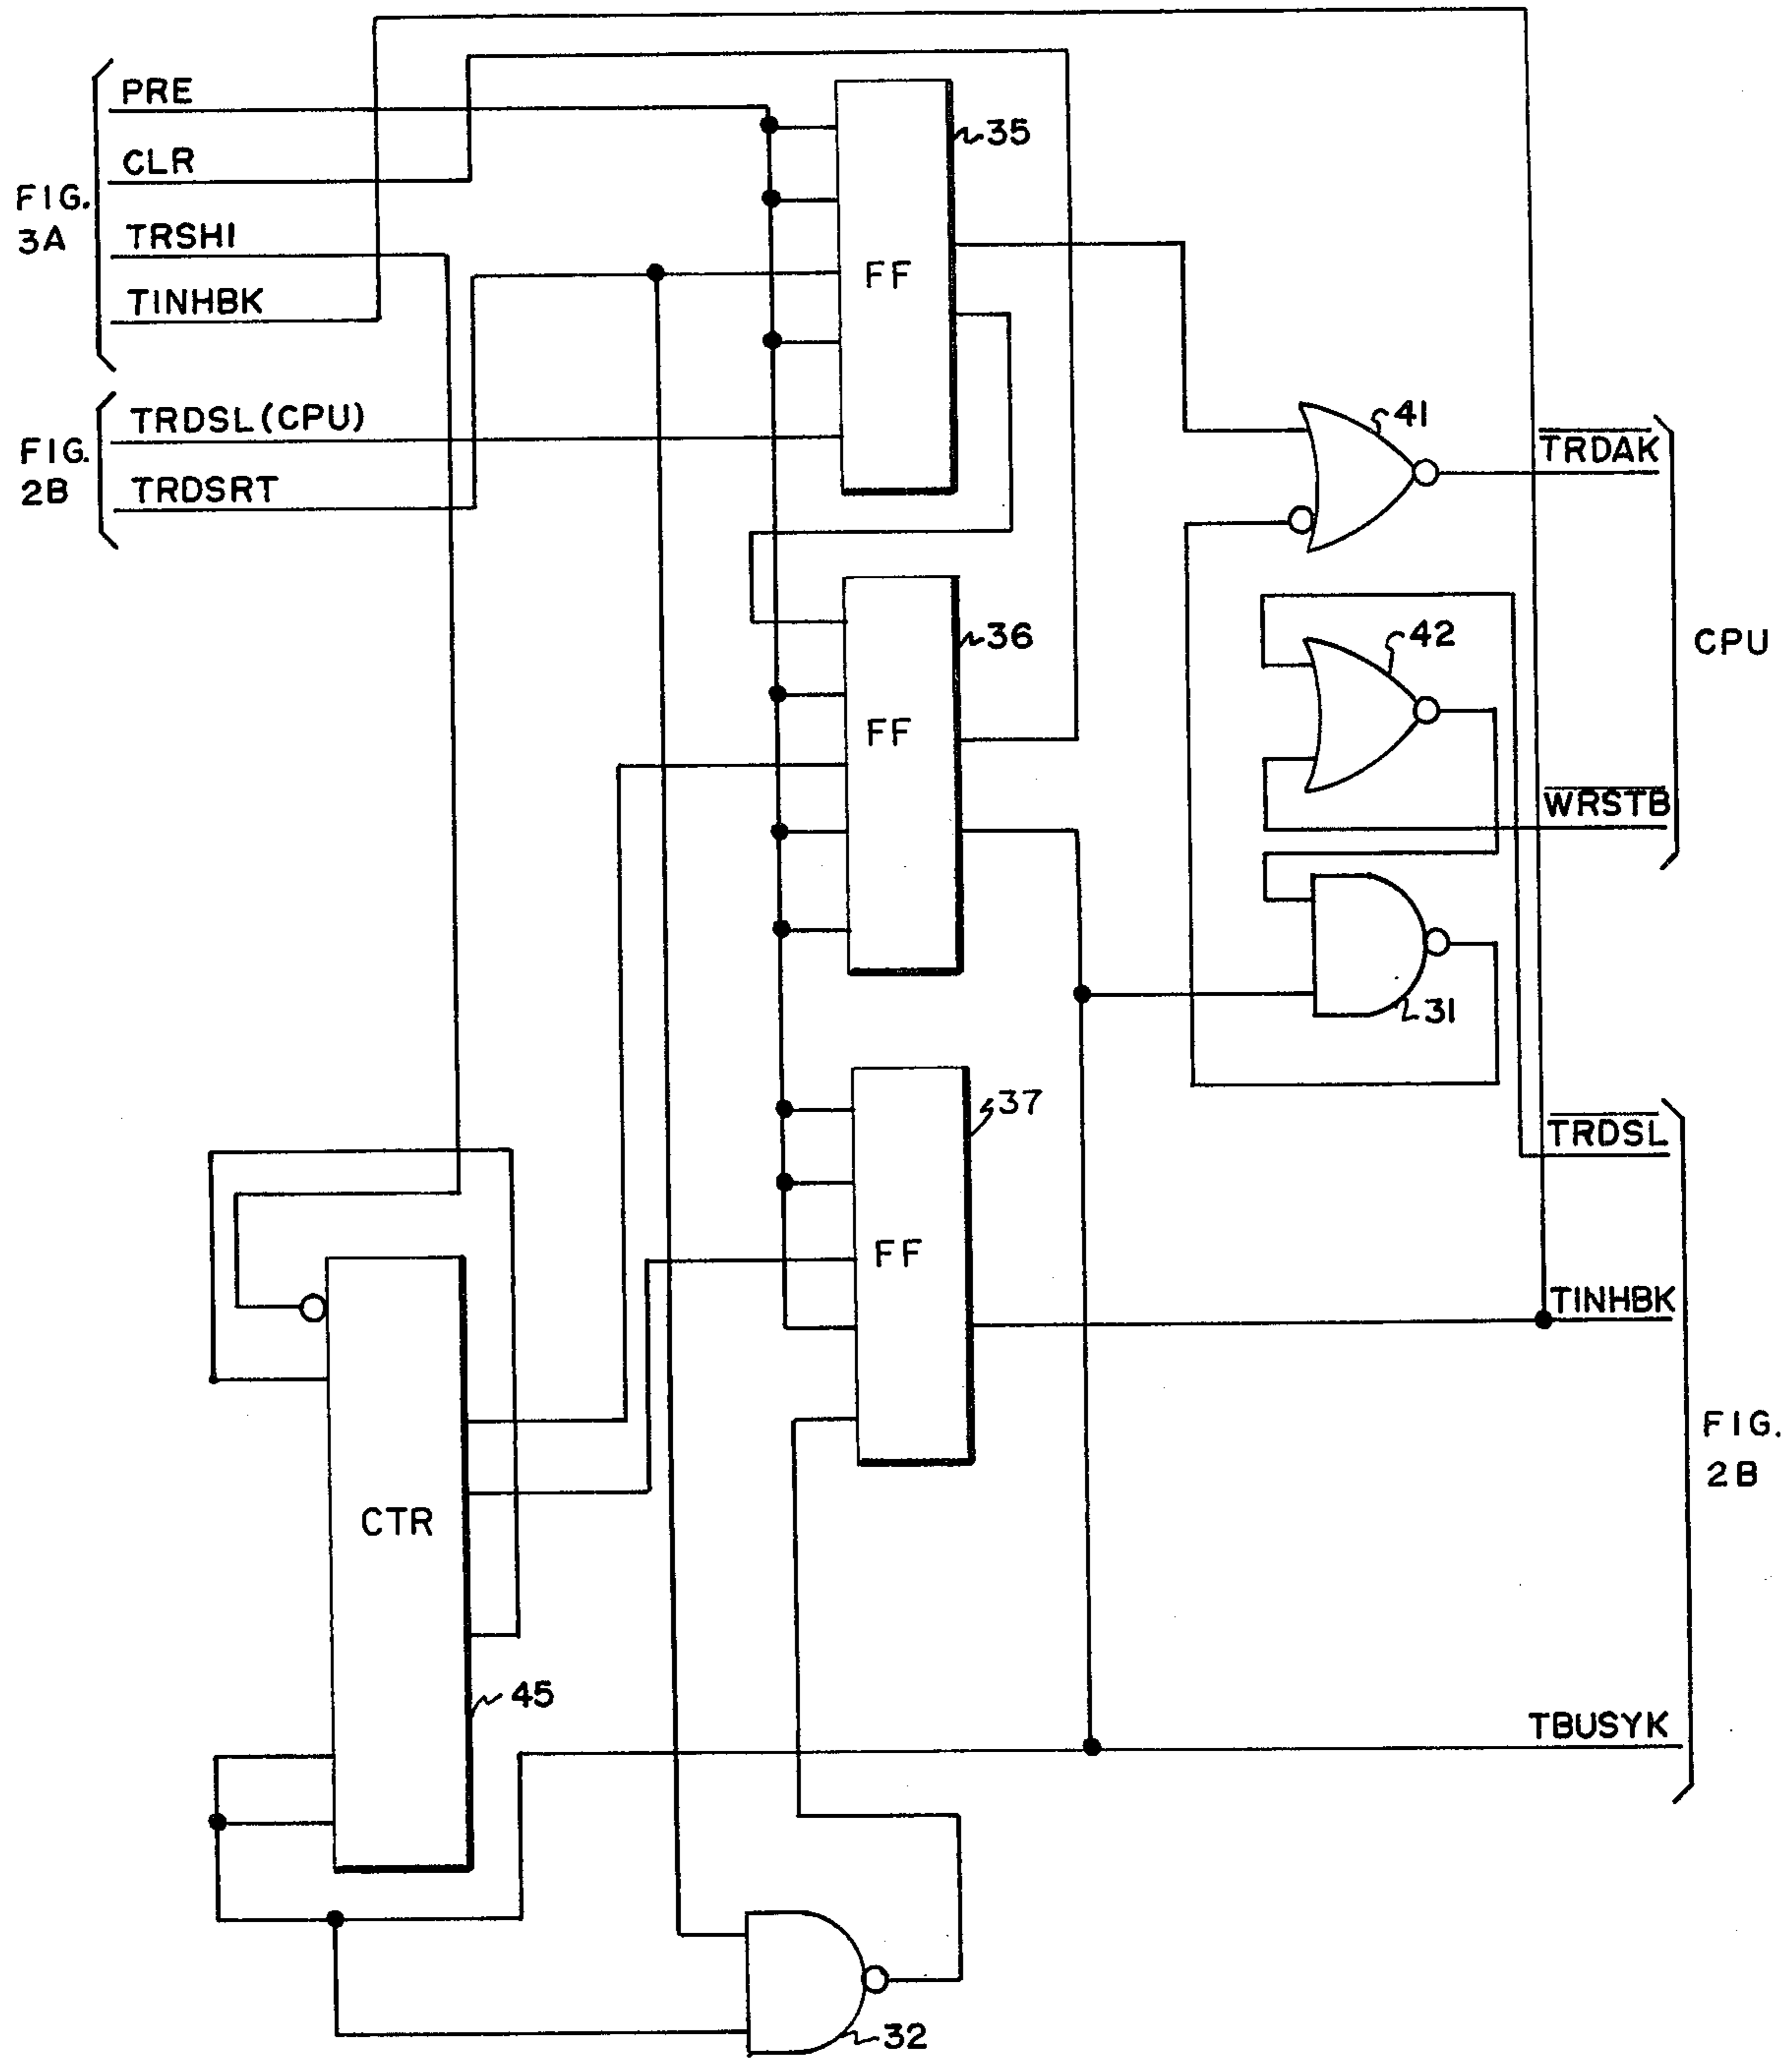 PRE
CLR
TRSHI
TINHBK
FIG.
3A
TRDSL (CPU)
TRDSRT
FIG.
2B
35
FF
36
FF
37
FF
CTR
45
32
41
42
31
TRDAK
WRSTB
CPU
TRDSL
TINHBK
TBUSYK
FIG.
2B